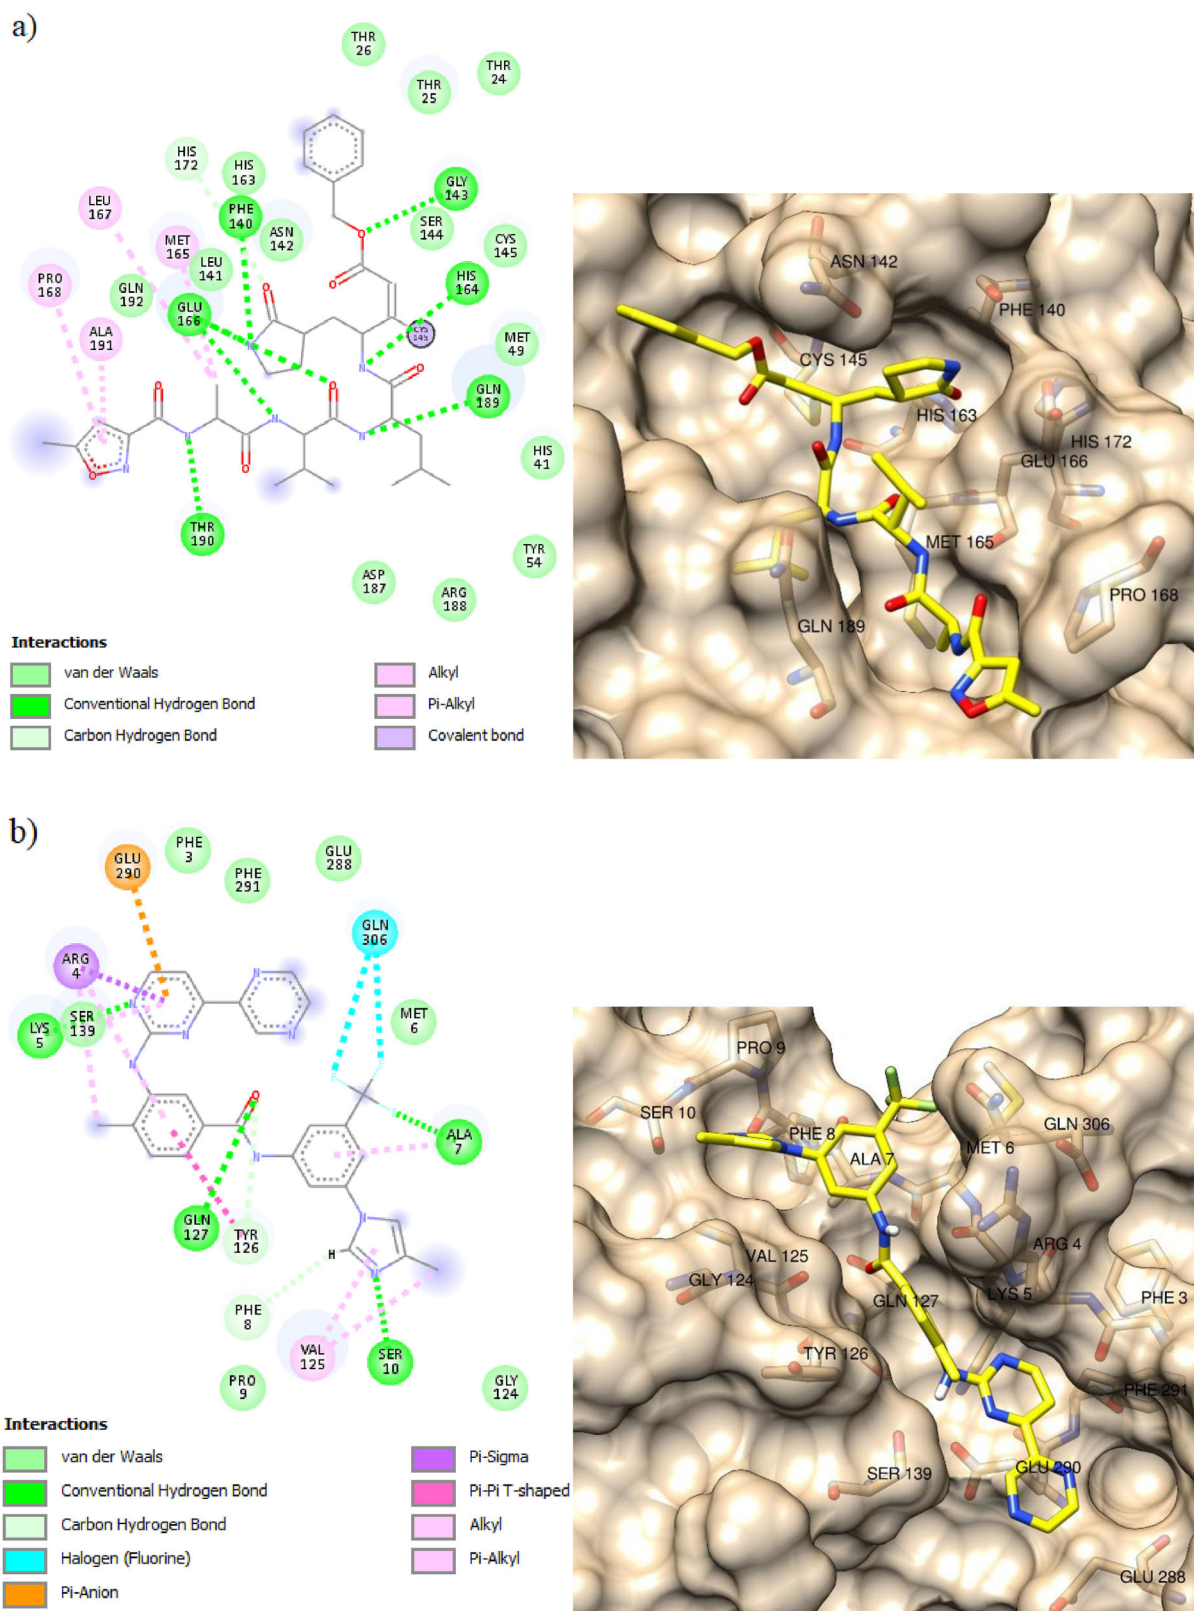 a)
THR
26
THR
24
THR
25
HIS
172
HIS
163
GLY
143
LEU
167
PHE
140
SER
144
ASN
142
CYS
145
MET
165
LEU
141
PRO
168
GLN
192
HIS
164
GLU
166
O
O
O
N
CYS
145
ALA
191
MET
49
N
O
O
O
GLN
189
N
N
N
O
O
N
HIS
41
THR
190
TYR
54
ASP
187
ARG
188
Interactions
van der Waals
Conventional Hydrogen Bond
Carbon Hydrogen Bond
Alkyl
Pi-Alkyl
Covalent bond
ASN 142
PHE 140
CYS 145
HIS 163
HIS 172
GLU 166
MET 165
PRO 168
GLN 189
b)
PHE
3
GLU
288
GLU
290
PHE
291
GLN
306
ARG
4
N
N
MET
6
LYS
5
SER
139
N
N
N
F
F
F
O
N
N
ALA
7
GLN
127
TYR
126
N
H
N
PHE
8
VAL
125
SER
10
PRO
9
GLY
124
Interactions
van der Waals
Conventional Hydrogen Bond
Carbon Hydrogen Bond
Halogen (Fluorine)
Pi-Anion
Pi-Sigma
Pi-Pi T-shaped
Alkyl
Pi-Alkyl
PRO 9
SER 10
PHE 8
MET 6
GLN 306
ALA 7
ARG 4
VAL 125
GLY 124
LYS 5
PHE 3
GLN 127
TYR 126
PHE 291
SER 139
GLU 290
GLU 288